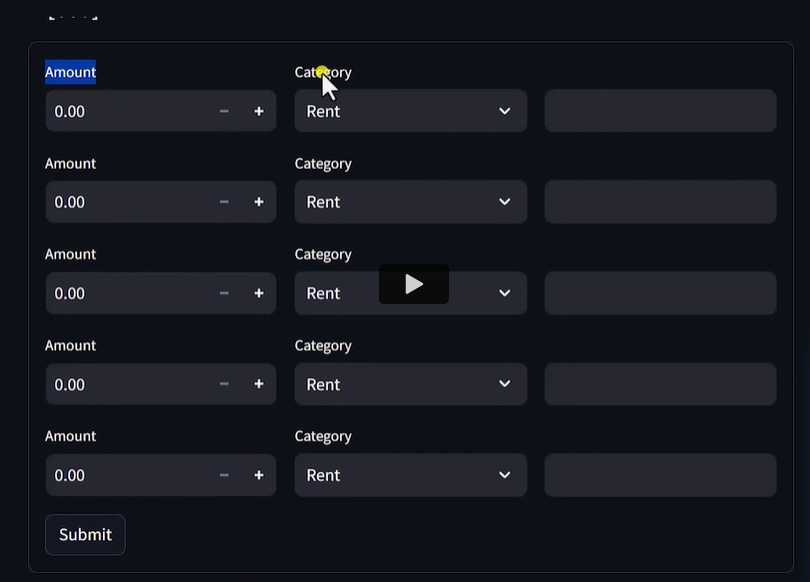 Amount Category
0.00 − + Rent
Amount Category
0.00 − + Rent
Amount Category
0.00 − + Rent
Amount Category
0.00 − + Rent
Amount Category
0.00 − + Rent
Submit